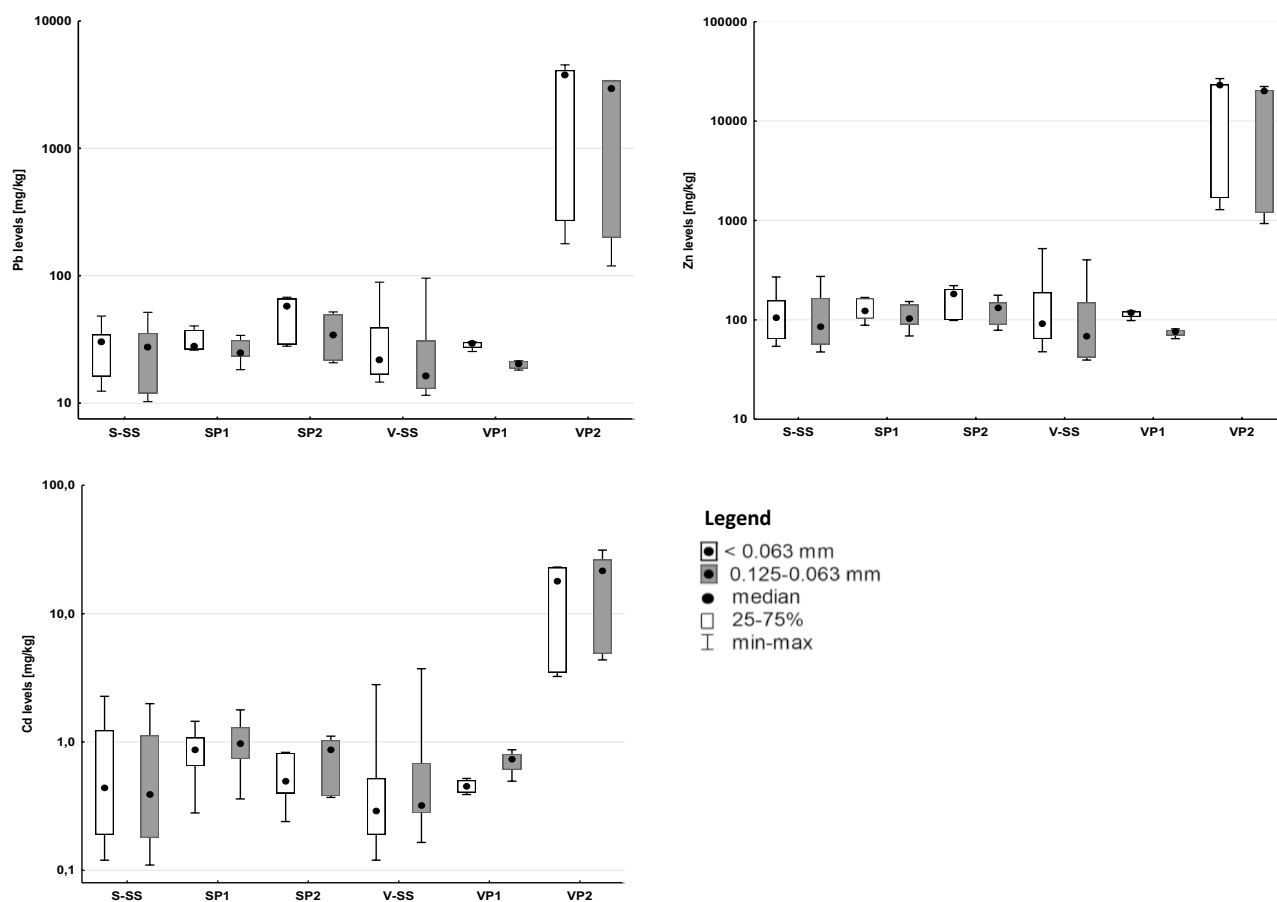 10000
1000
100
10
Pb levels [mg/kg]
S-SS SP1 SP2 V-SS VP1 VP2
100000
10000
1000
100
10
Zn levels [mg/kg]
S-SS SP1 SP2 V-SS VP1 VP2
100,0
10,0
1,0
0,1
Cd levels [mg/kg]
S-SS SP1 SP2 V-SS VP1 VP2
Legend
< 0.063 mm
0.125-0.063 mm
median
25-75%
min-max